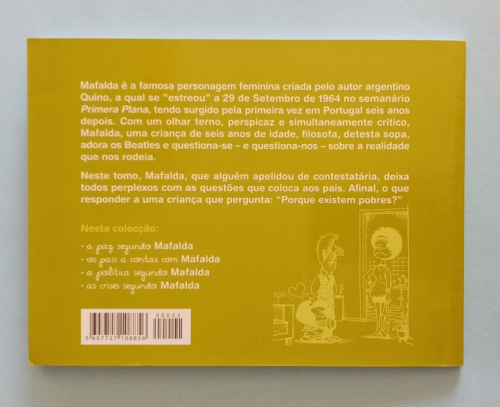 Mafalda é a famosa personagem feminina criada pelo autor argentino
Quino, a qual se “estreou” a 29 de Setembro de 1964 no semanário
Primera Plana, tendo surgido pela primeira vez em Portugal seis anos
depois. Com um olhar terno, perspicaz e simultaneamente crítico,
Mafalda, uma criança de seis anos de idade, filosofa, detesta sopa,
adora os Beatles e questiona-se – e questiona-nos – sobre a realidade
que nos rodeia.
Neste tomo, Mafalda, que alguém apelidou de contestatária, deixa
todos perplexos com as questões que coloca aos pais. Afinal, o que
responder a uma criança que pergunta: “Porque existem pobres?”
Nesta colecção:
- a paz segundo Mafalda
- os pais a contas com Mafalda
- a política segundo Mafalda
- as crises segundo Mafalda
00002
5607727108856